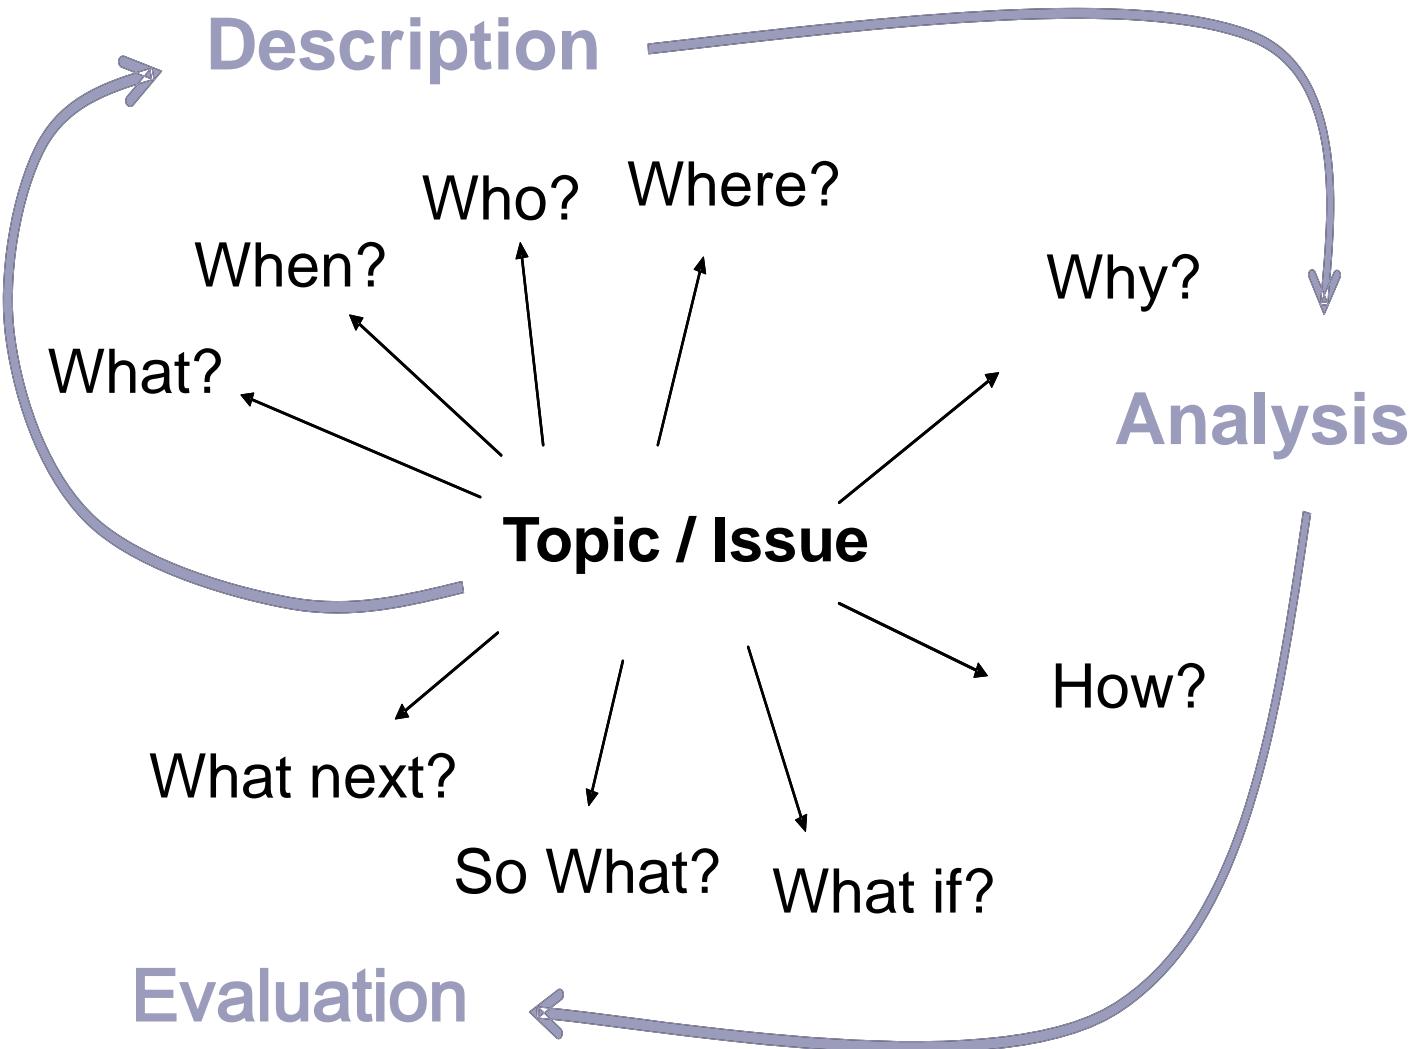 Description
Who?
Where?
When?
Why?
What?
Analysis
Topic / Issue
How?
What next?
So What?
What if?
Evaluation